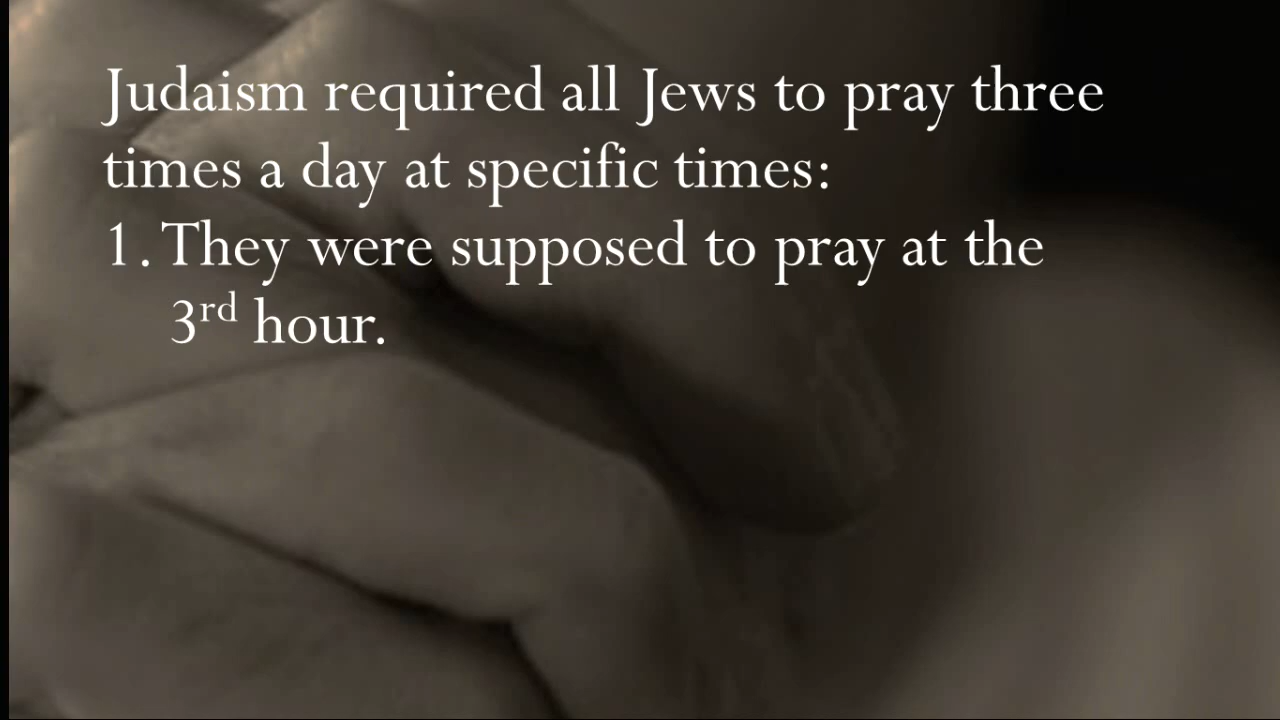 Judaism required all Jews to pray three
times a day at specific times:
1. They were supposed to pray at the
3rd hour.